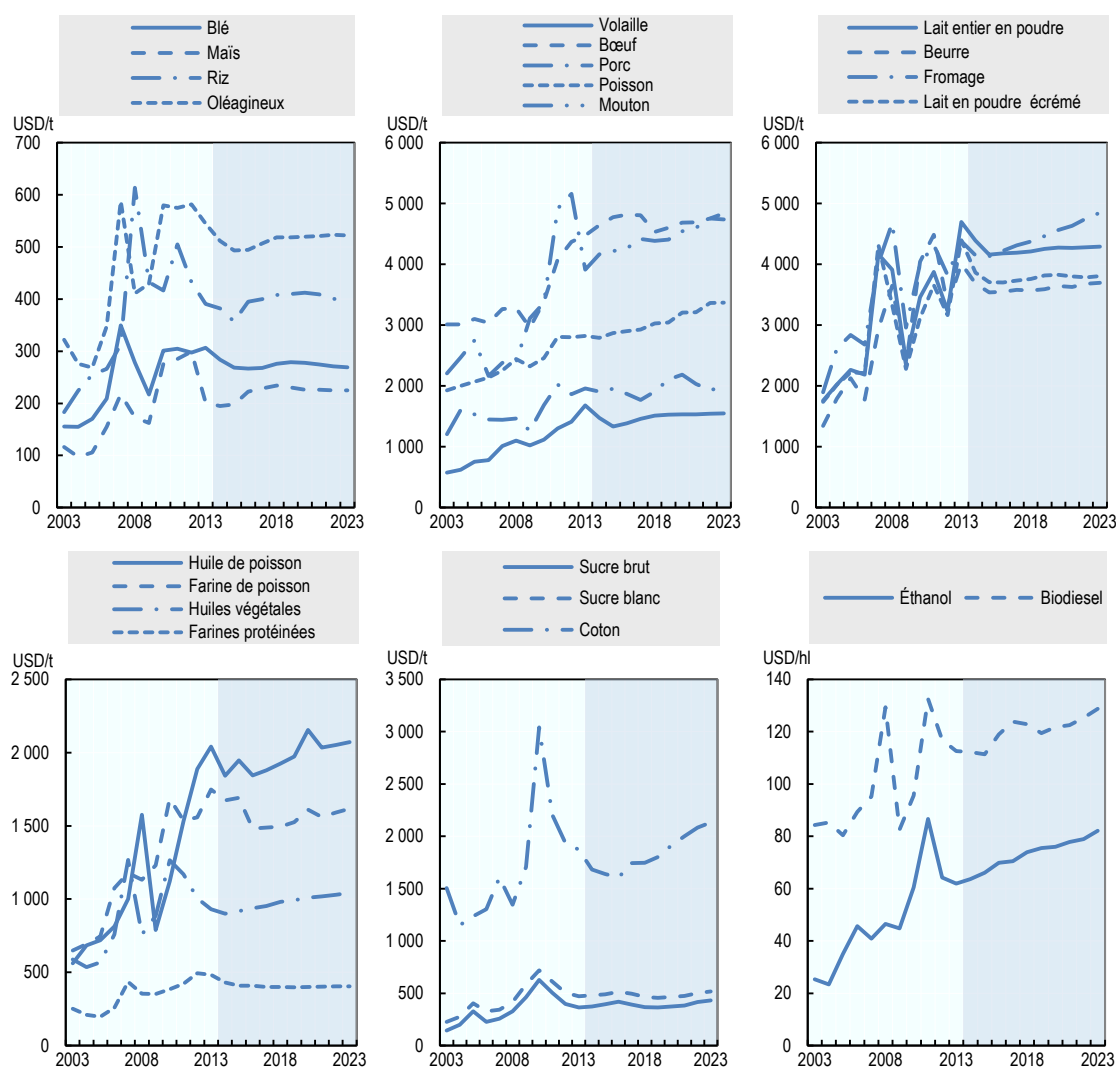 Blé
Maïs
Riz
Oléagineux
USD/t
700
600
500
400
300
200
100
0
2003 2008 2013 2018 2023
Volaille
Bœuf
Porc
Poisson
Mouton
USD/t
6 000
5 000
4 000
3 000
2 000
1 000
0
2003 2008 2013 2018 2023
Lait entier en poudre
Beurre
Fromage
Lait en poudre écrémé
USD/t
6 000
5 000
4 000
3 000
2 000
1 000
0
2003 2008 2013 2018 2023
Huile de poisson
Farine de poisson
Huiles végétales
Farines protéinées
USD/t
2 500
2 000
1 500
1 000
500
0
2003 2008 2013 2018 2023
Sucre brut
Sucre blanc
Coton
USD/t
3 500
3 000
2 500
2 000
1 500
1 000
500
0
2003 2008 2013 2018 2023
Éthanol Biodiesel
USD/hl
140
120
100
80
60
40
20
0
2003 2008 2013 2018 2023